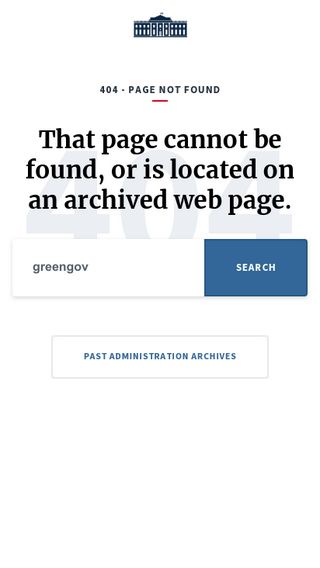 404 - PAGE NOT FOUND
404
That page cannot be
found, or is located on
an archived web page.
greengov
SEARCH
PAST ADMINISTRATION ARCHIVES